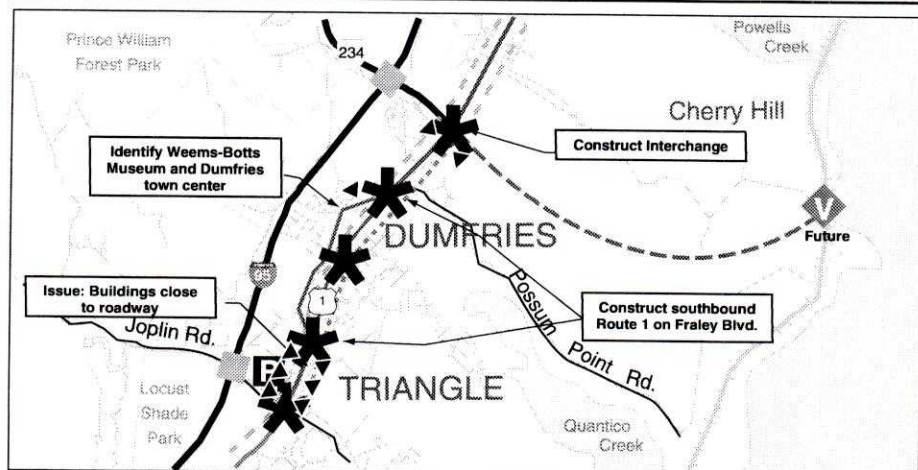 Prince William
Forest Park
234
Powells
Creek
Cherry Hill
Construct Interchange
Identify Weems-Botts
Museum and Dumfries
town center
V
Future
DUMFRIES
95
Issue: Buildings close
to roadway
1
Construct southbound
Route 1 on Fraley Blvd.
Possum Point Rd.
Joplin Rd.
P
TRIANGLE
Locust
Shade
Park
Quantico
Creek